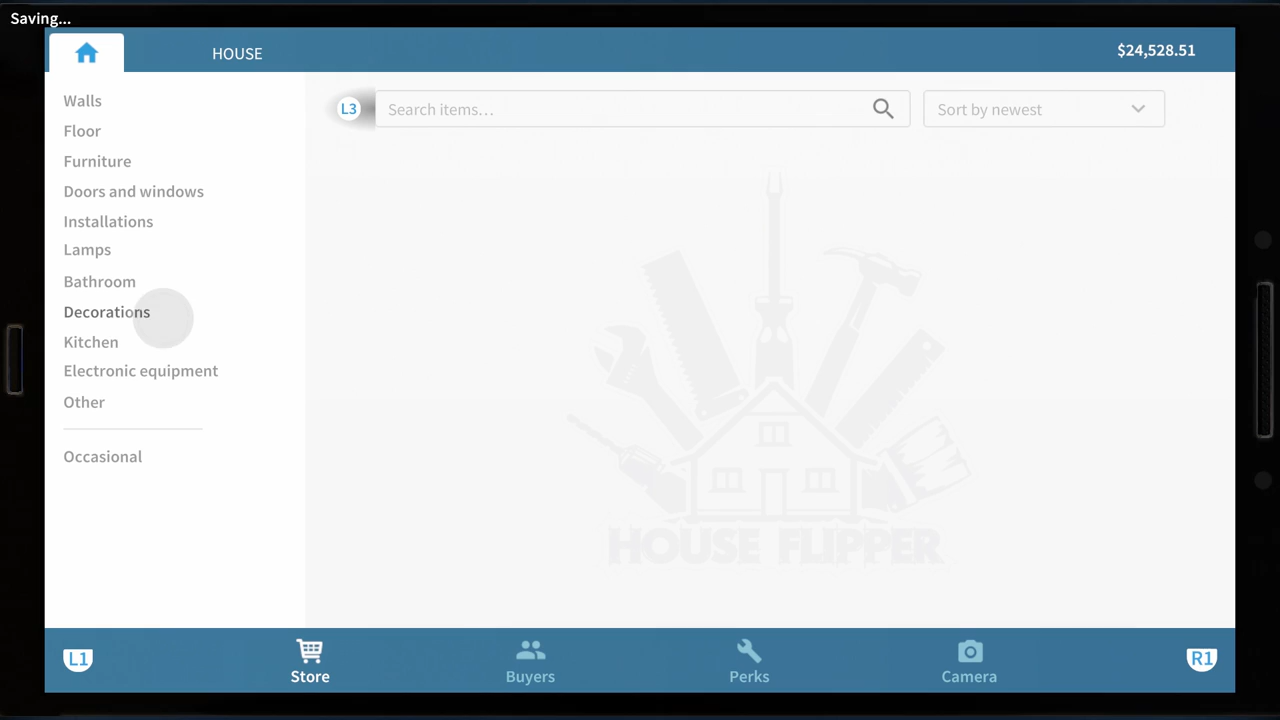 Saving...
HOUSE
$24,528.51
Walls
Floor
Furniture
Doors and windows
Installations
Lamps
Bathroom
Decorations
Kitchen
Electronic equipment
Other
Occasional
L3
Search items...
Sort by newest
HOUSE FLIPPER
L1
Store
Buyers
Perks
Camera
R1